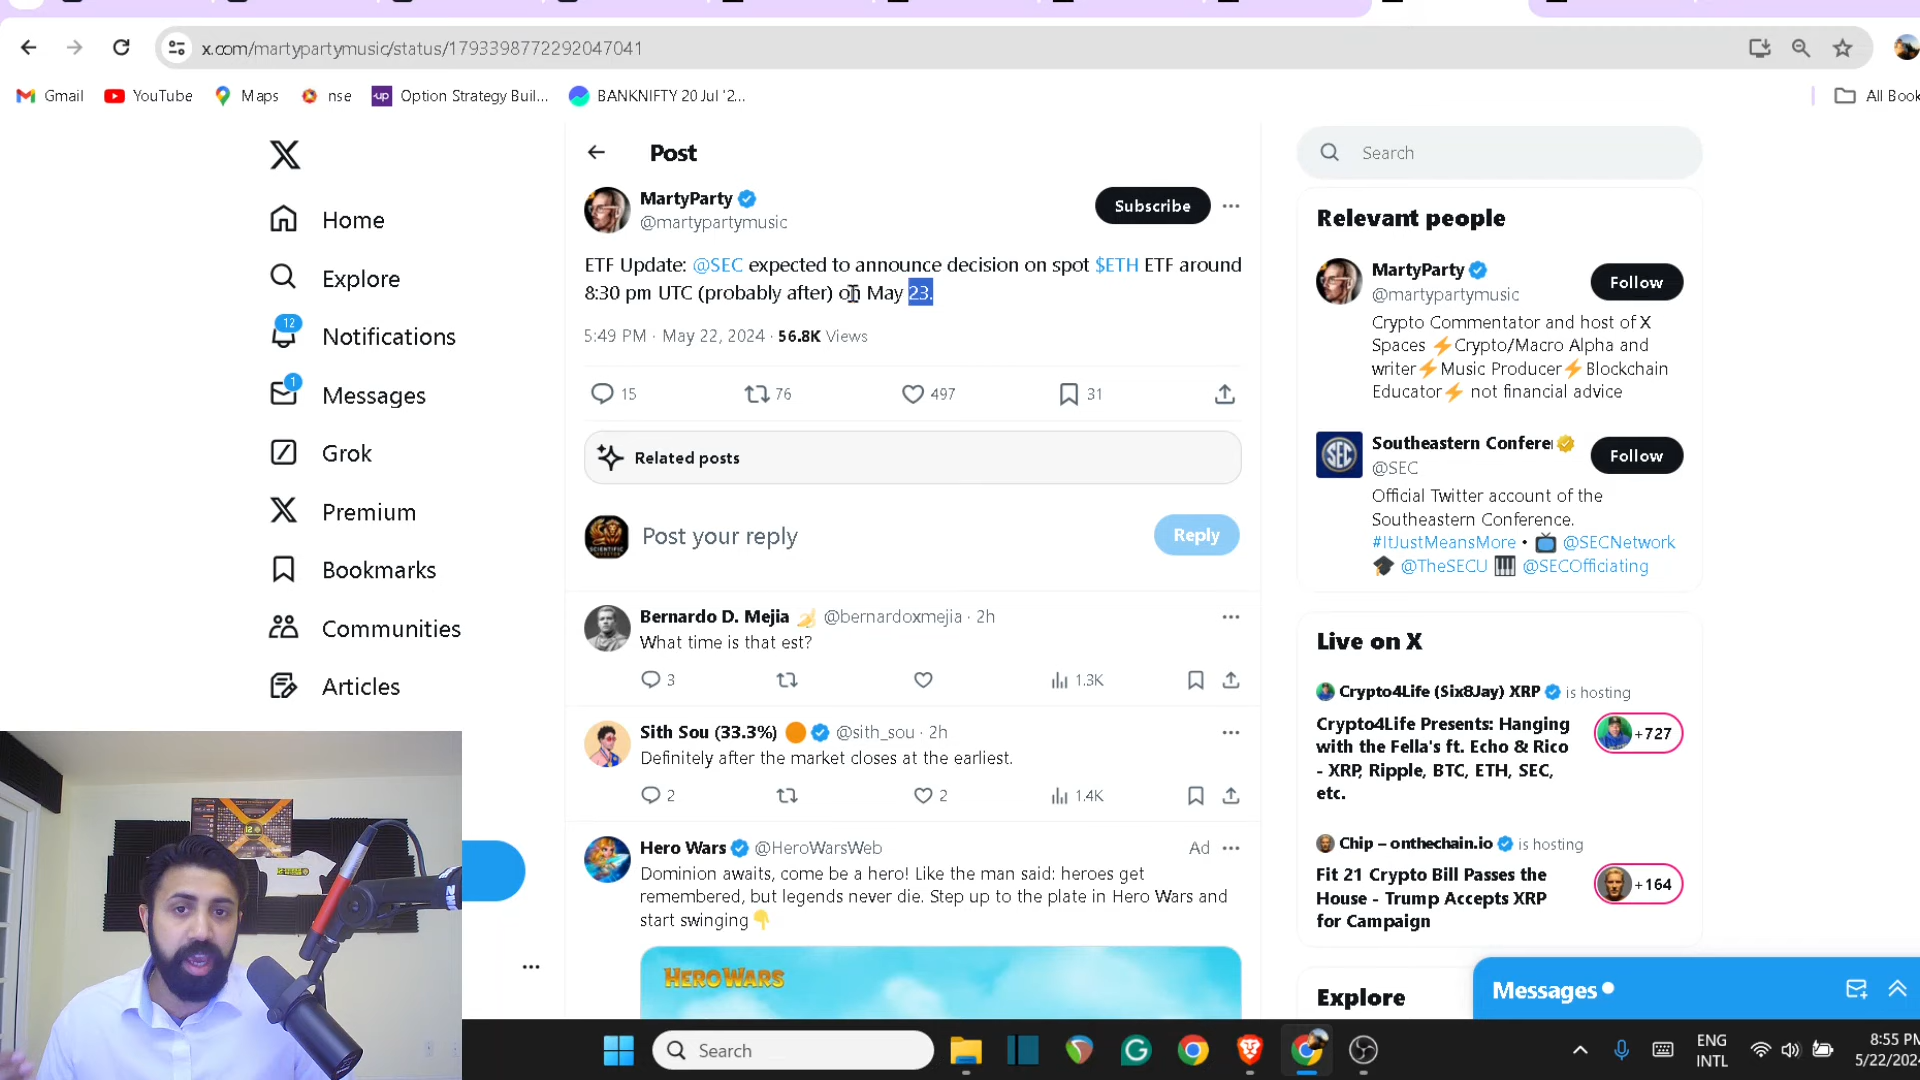 x.com/martypartymusic/status/1793398772292047041
Gmail YouTube Maps nse Option Strategy Buil... BANKNIFTY 20 Jul '2... All Book
Home
Explore
12
Notifications
1
Messages
Grok
Premium
Bookmarks
Communities
Articles
Post
MartyParty
@martypartymusic
Subscribe
ETF Update: @SEC expected to announce decision on spot $ETH ETF around
8:30 pm UTC (probably after) on May 23.
5:49 PM · May 22, 2024 · 56.8K Views
15 76 497 31
Related posts
SCIENTIFIC
Post your reply
Reply
Bernardo D. Mejia @bernardoxmejia · 2h
What time is that est?
3 1.3K
Sith Sou (33.3%) @sith_sou · 2h
Definitely after the market closes at the earliest.
2 2 1.4K
Hero Wars @HeroWarsWeb Ad
Dominion awaits, come be a hero! Like the man said: heroes get
remembered, but legends never die. Step up to the plate in Hero Wars and
start swinging
HERO WARS
Search
Relevant people
MartyParty
@martypartymusic
Follow
Crypto Commentator and host of X
Spaces ⚡Crypto/Macro Alpha and
writer⚡Music Producer⚡Blockchain
Educator⚡ not financial advice
SEC
Southeastern Confere
@SEC
Follow
Official Twitter account of the
Southeastern Conference.
#ItJustMeansMore • @SECNetwork
@TheSECU @SECOfficiating
Live on X
Crypto4Life (Six8Jay) XRP is hosting
Crypto4Life Presents: Hanging
with the Fella's ft. Echo & Rico
- XRP, Ripple, BTC, ETH, SEC,
etc.
+727
Chip – onthechain.io is hosting
Fit 21 Crypto Bill Passes the
House - Trump Accepts XRP
for Campaign
+164
Explore
Messages
Search
ENG
INTL
8:55 PM
5/22/2024